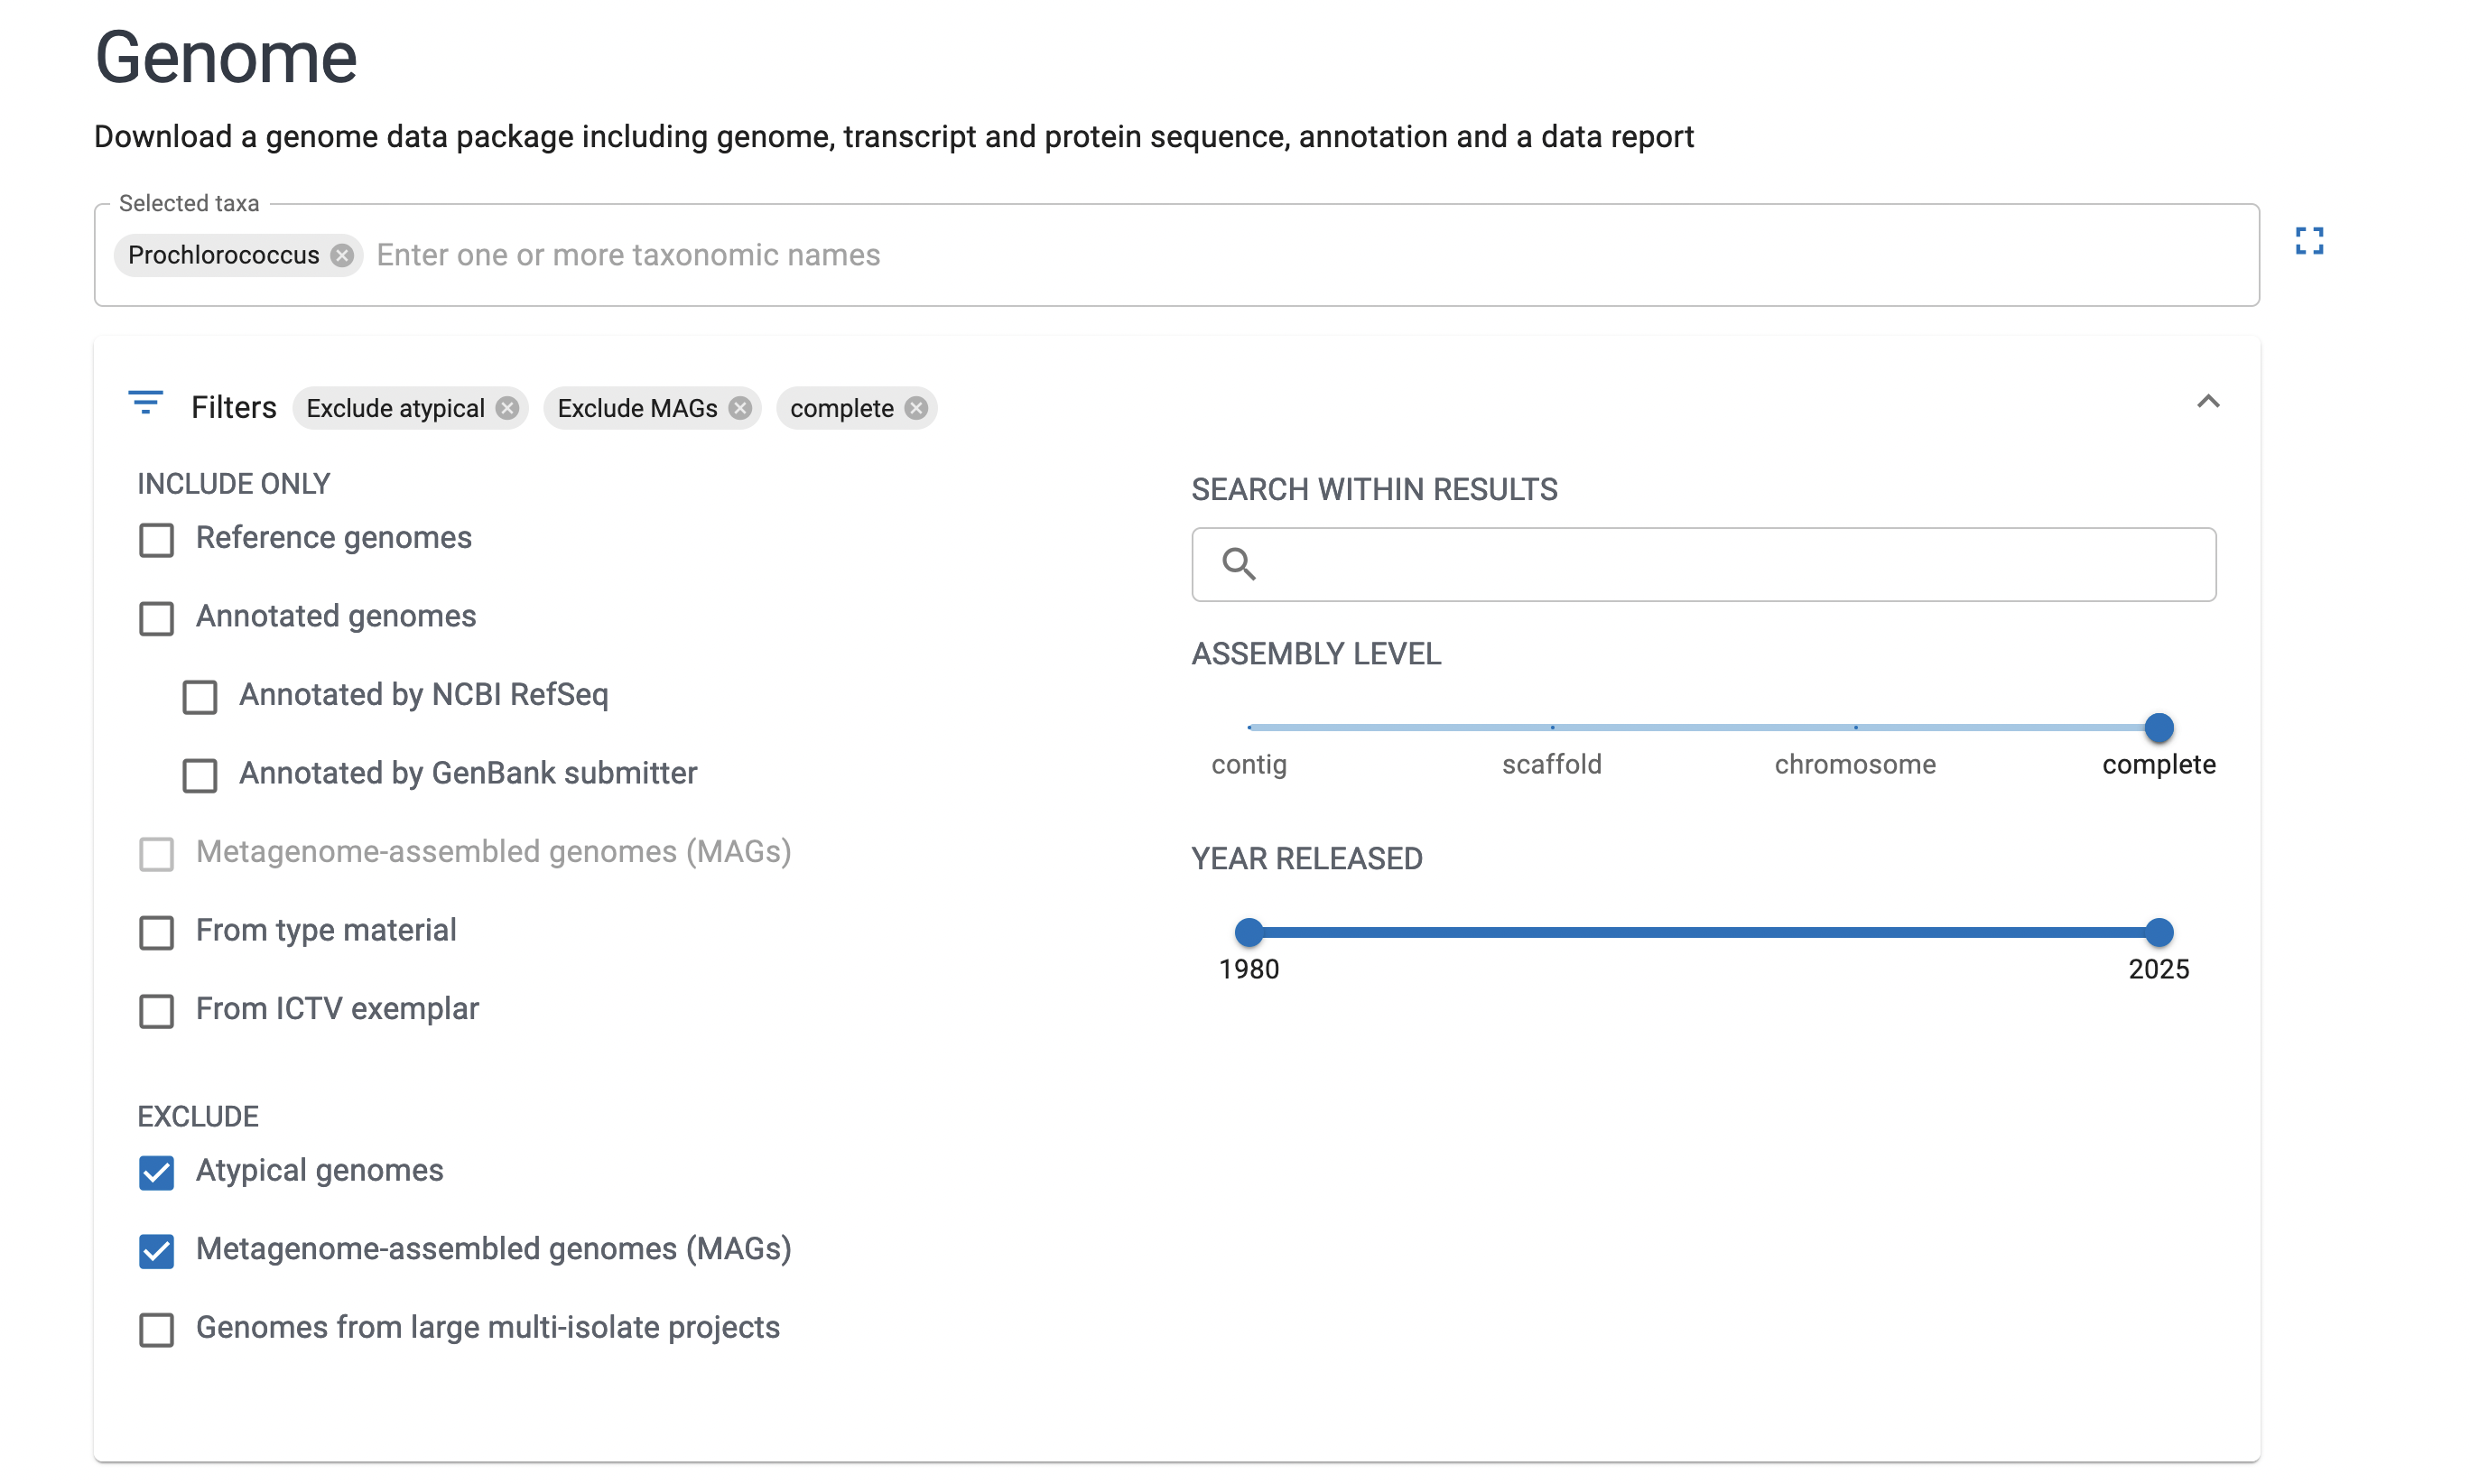 Genome
Download a genome data package including genome, transcript and protein sequence, annotation and a data report
Selected taxa
Prochlorococcus Enter one or more taxonomic names
Filters Exclude atypical Exclude MAGs complete
INCLUDE ONLY
Reference genomes
Annotated genomes
Annotated by NCBI RefSeq
Annotated by GenBank submitter
Metagenome-assembled genomes (MAGs)
From type material
From ICTV exemplar
EXCLUDE
Atypical genomes
Metagenome-assembled genomes (MAGs)
Genomes from large multi-isolate projects
SEARCH WITHIN RESULTS
ASSEMBLY LEVEL
contig scaffold chromosome complete
YEAR RELEASED
1980 2025